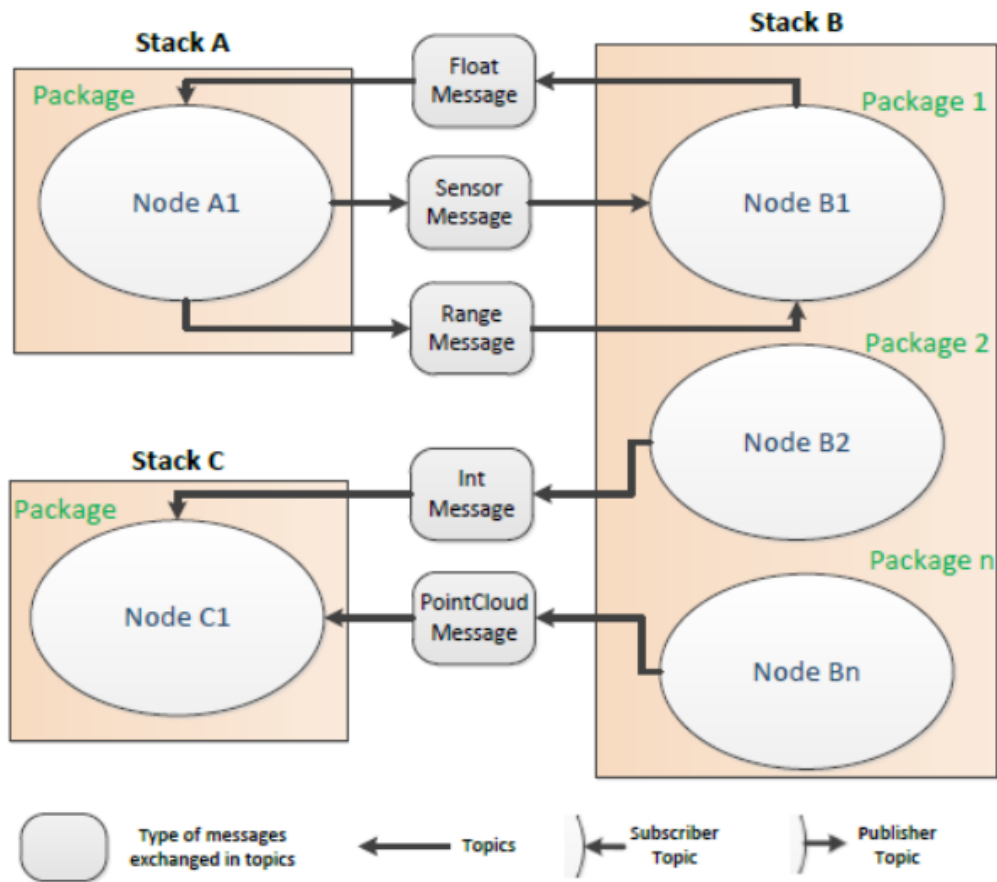 Stack A
Package
Node A1
Float
Message
Sensor
Message
Range
Message
Stack B
Package 1
Node B1
Package 2
Node B2
Package n
Node Bn
Stack C
Package
Node C1
Int
Message
PointCloud
Message
Type of messages
exchanged in topics
Topics
Subscriber
Topic
Publisher
Topic